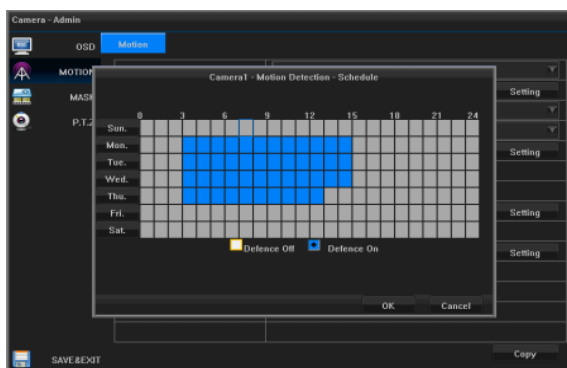 Camera - Admin
OSD
Motion
MOTION
Camera1 - Motion Detection - Schedule
Setting
MASK
P.T.Z
0 3 6 9 12 15 18 21 24
Sun.
Mon.
Setting
Tue.
Wed.
Thu.
Fri.
Setting
Sat.
Defence Off
Defence On
Setting
OK
Cancel
SAVE&EXIT
Copy